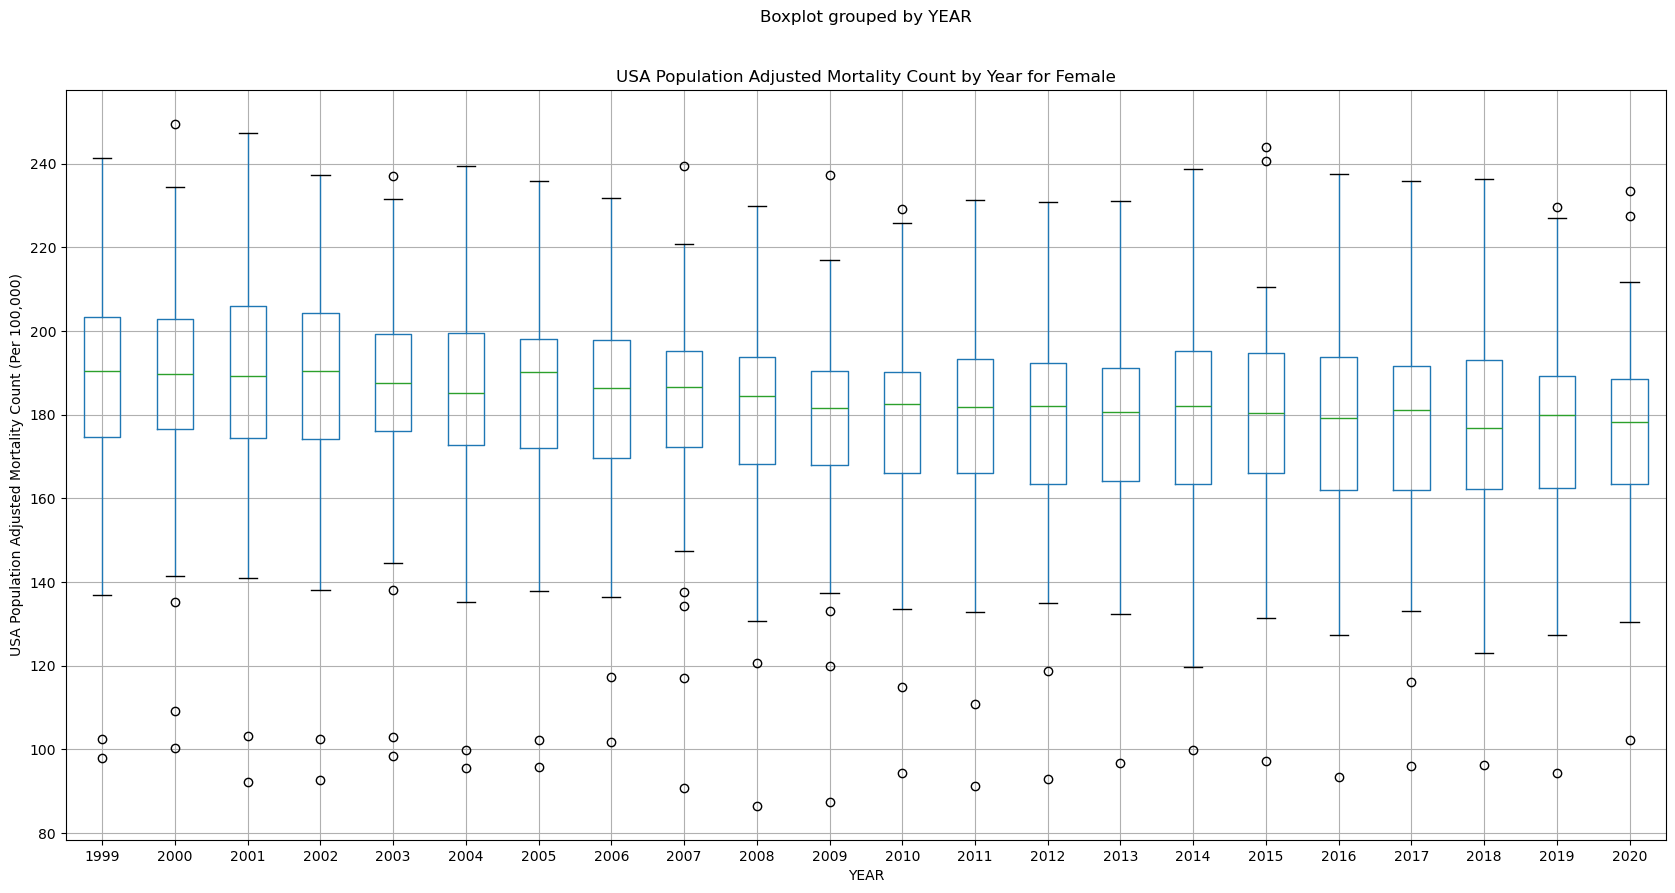 Boxplot grouped by YEAR
USA Population Adjusted Mortality Count by Year for Female
USA Population Adjusted Mortality Count (Per 100,000)
240
220
200
180
160
140
120
100
80
1999 2000 2001 2002 2003 2004 2005 2006 2007 2008 2009 2010 2011 2012 2013 2014 2015 2016 2017 2018 2019 2020
YEAR